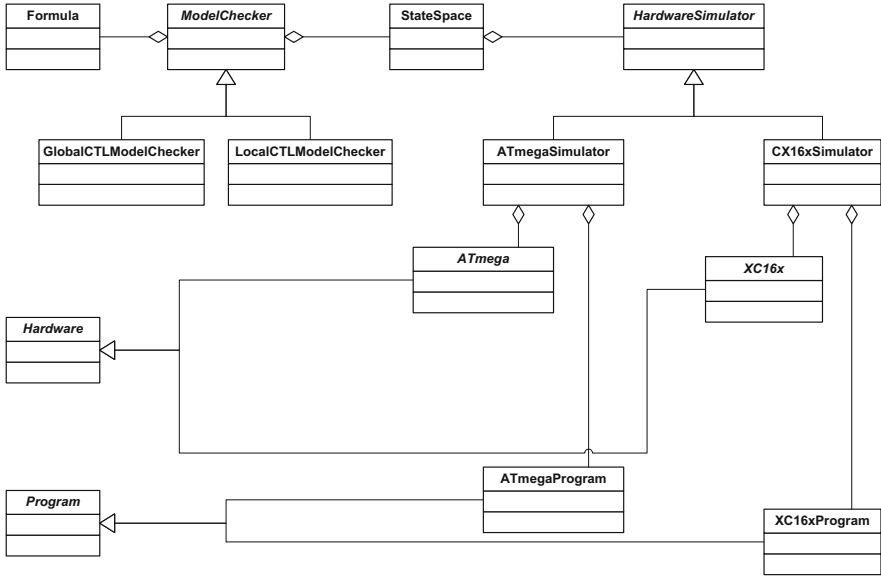 Formula
ModelChecker
StateSpace
HardwareSimulator
GlobalCTLModelChecker
LocalCTLModelChecker
ATmegaSimulator
CX16xSimulator
ATmega
XC16x
Hardware
ATmegaProgram
Program
XC16xProgram